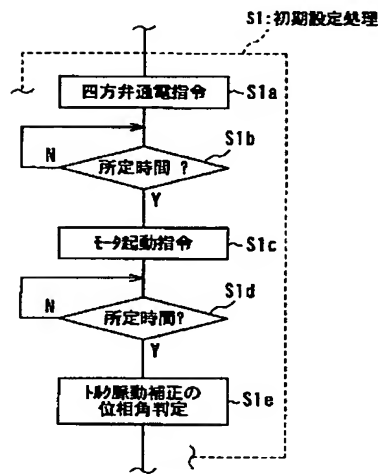 S1:初期設定処理
四方弁通電指令
S1a
S1b
N
所定時間 ?
Y
ﾓｰﾀ起動指令
S1c
S1d
N
所定時間?
Y
ﾄﾙｸ脈動補正の
位相角判定
S1e